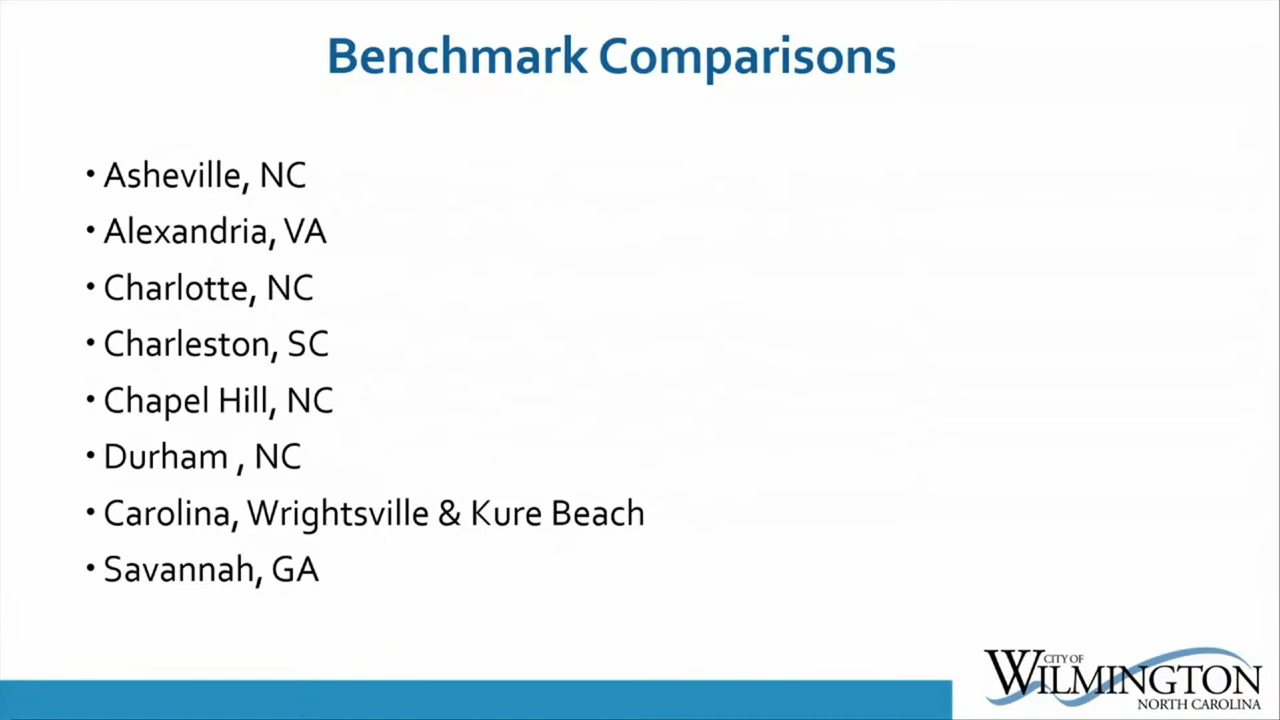 Benchmark Comparisons
• Asheville, NC
• Alexandria, VA
• Charlotte, NC
• Charleston, SC
• Chapel Hill, NC
• Durham , NC
• Carolina, Wrightsville & Kure Beach
• Savannah, GA
CITY OF
WILMINGTON
NORTH CAROLINA